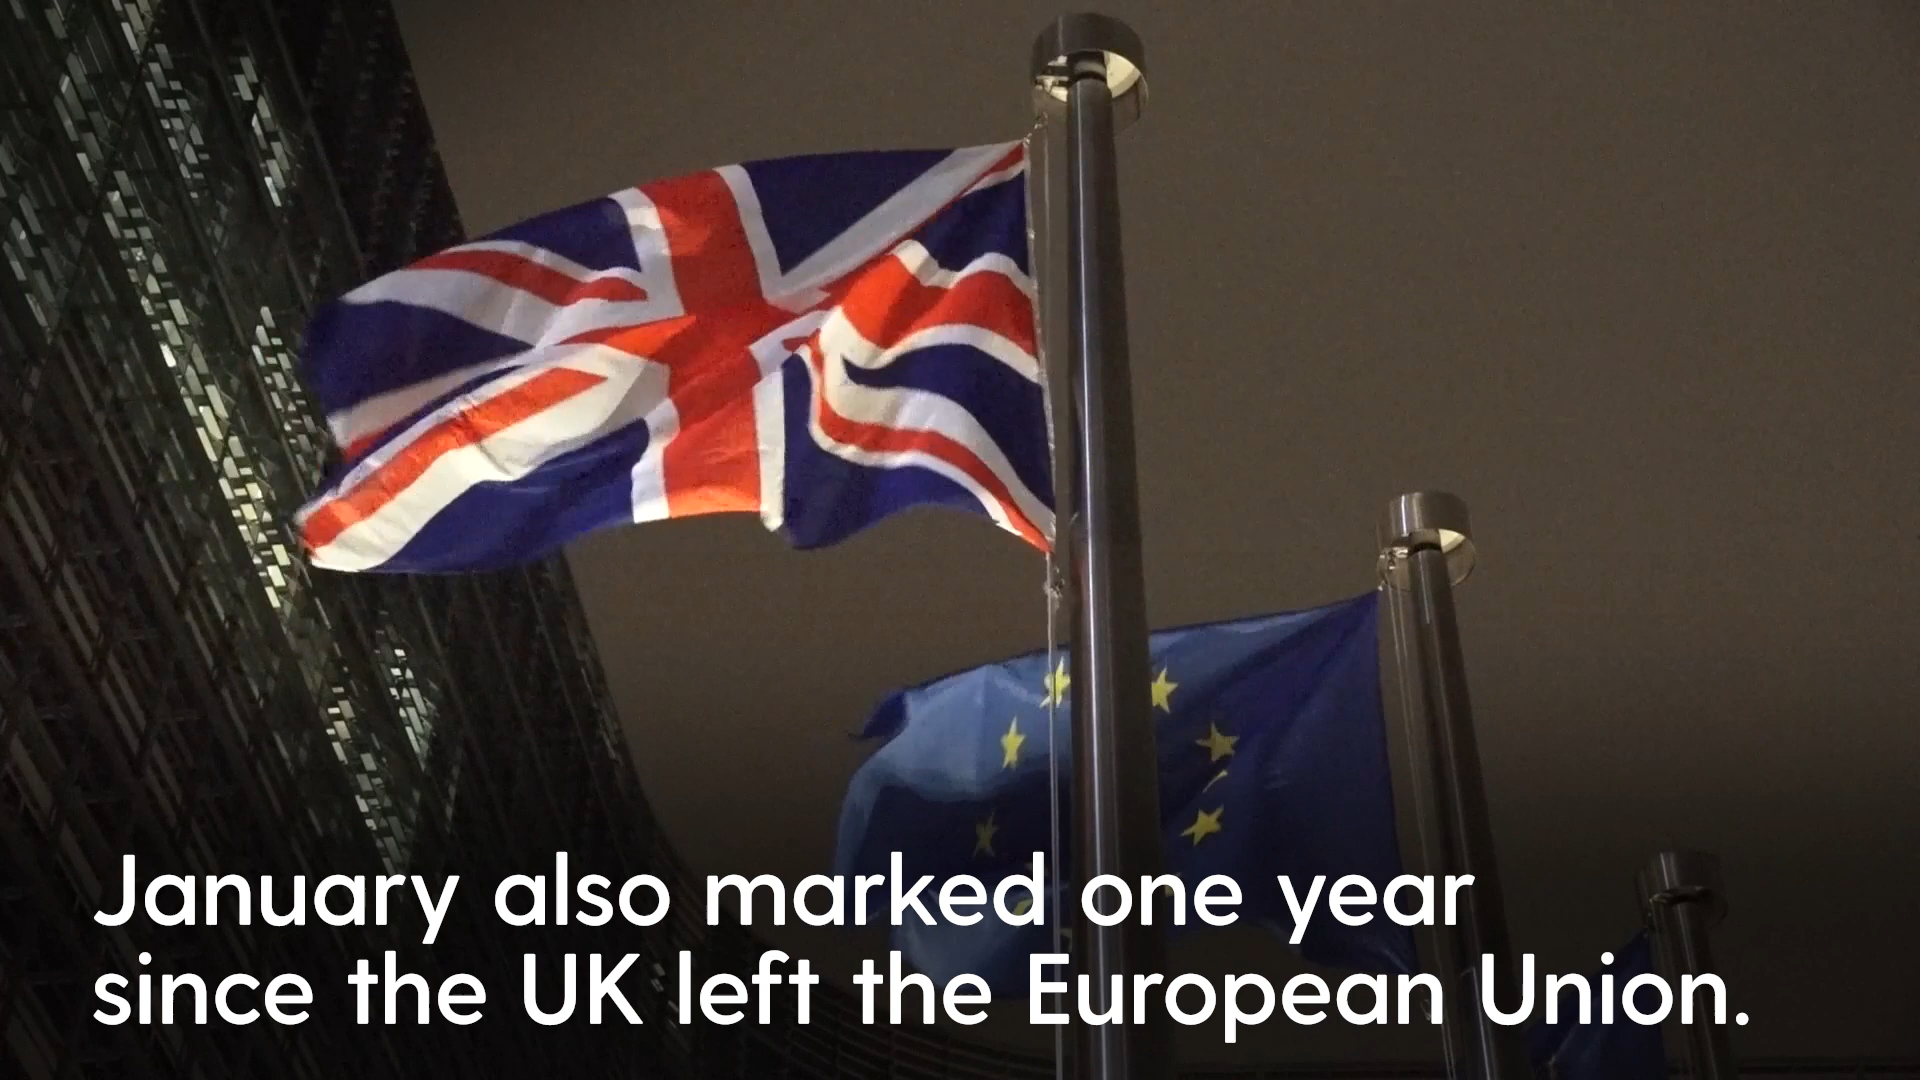 January also marked one year
since the UK left the European Union.